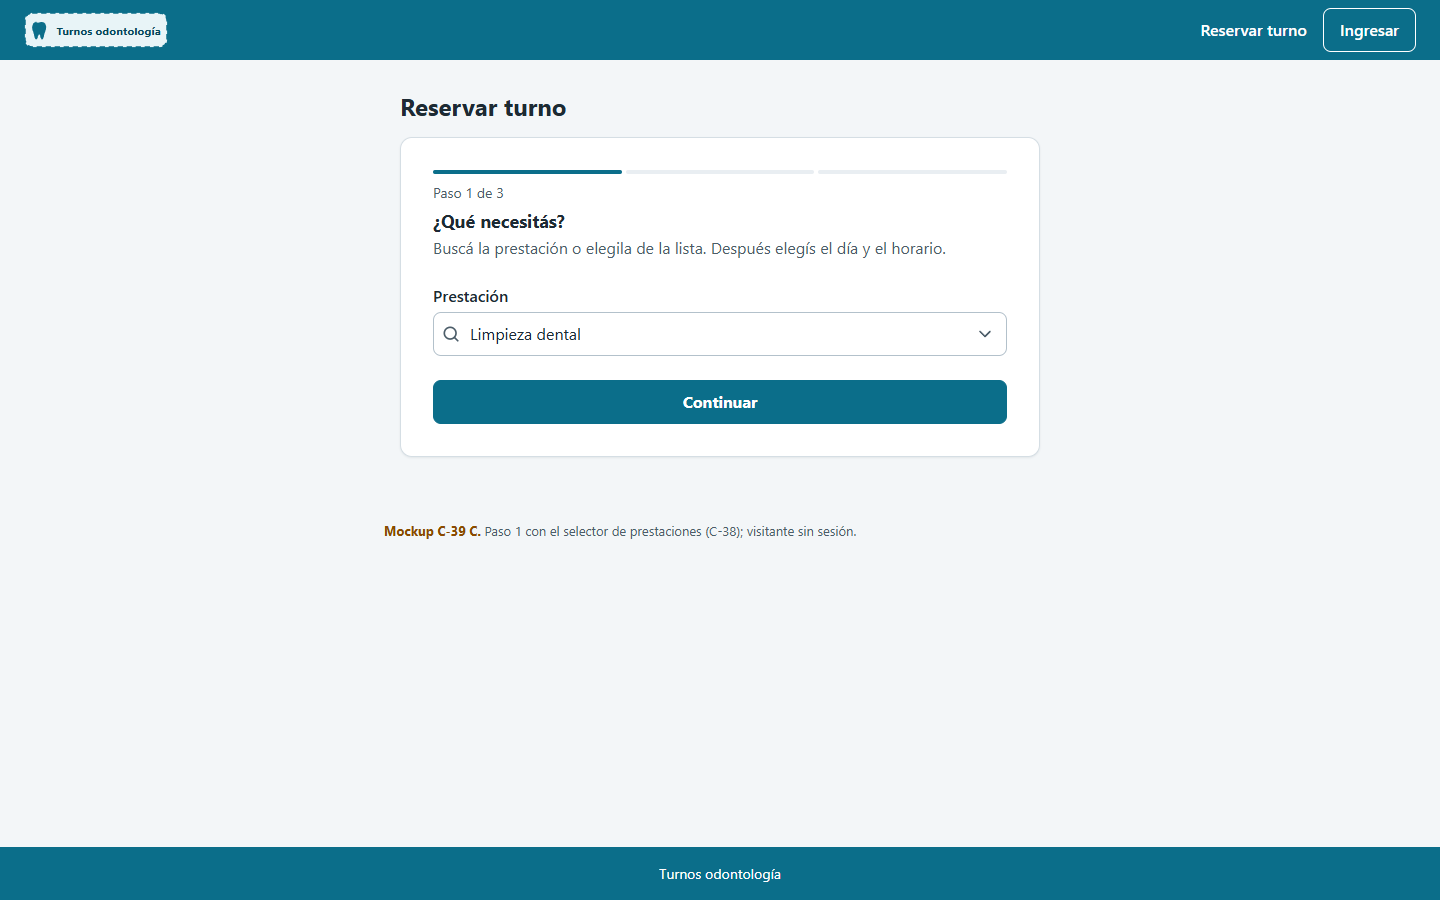 Turnos odontología
Reservar turno
Ingresar
Reservar turno
Paso 1 de 3
¿Qué necesitás?
Buscá la prestación o elegila de la lista. Después elegís el día y el horario.
Prestación
Limpieza dental
Continuar
Mockup C-39 C. Paso 1 con el selector de prestaciones (C-38); visitante sin sesión.
Turnos odontología